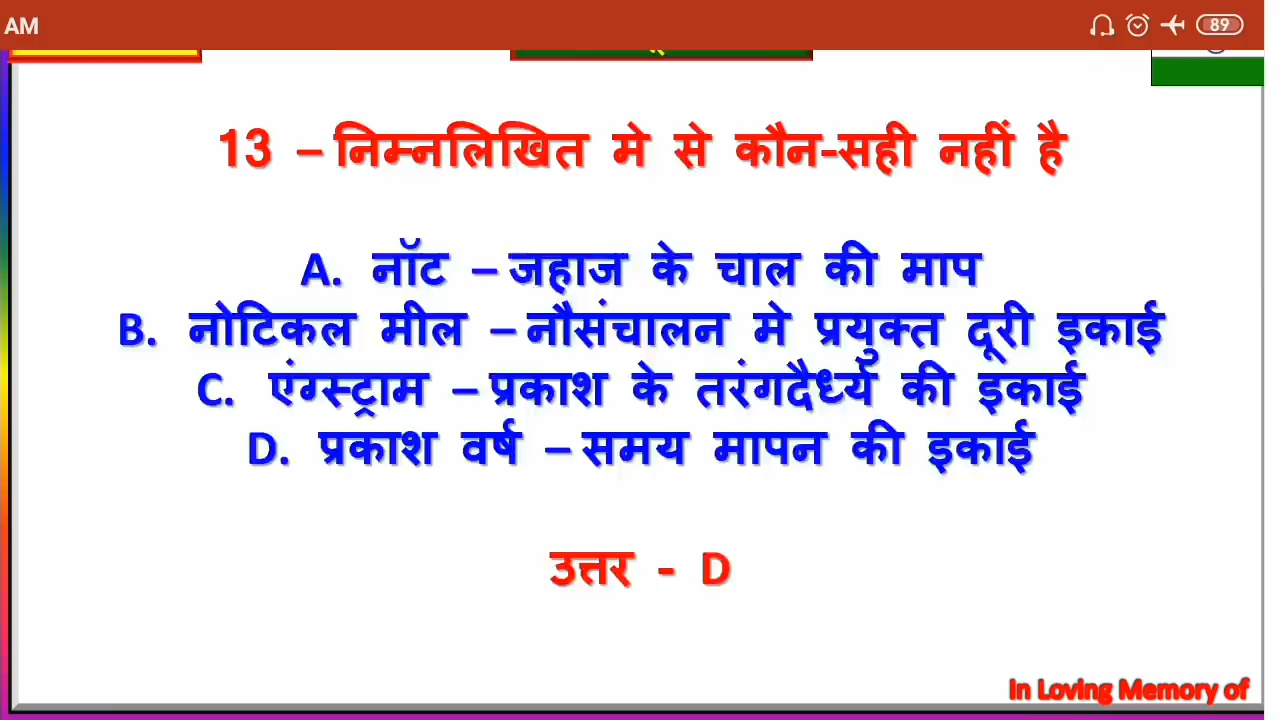 AM
89
13 – निम्नलिखित मे से कौन-सही नहीं है
A. नॉट – जहाज के चाल की माप
B. नोटिकल मील – नौसंचालन मे प्रयुक्त दूरी इकाई
C. एंग्स्ट्राम – प्रकाश के तरंगदैर्ध्य की इकाई
D. प्रकाश वर्ष – समय मापन की इकाई
उत्तर - D
In Loving Memory of